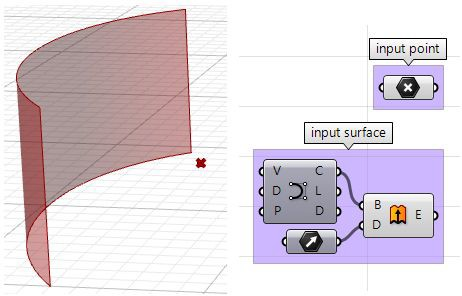 input point
input surface
V C
D L
P D
B E
D